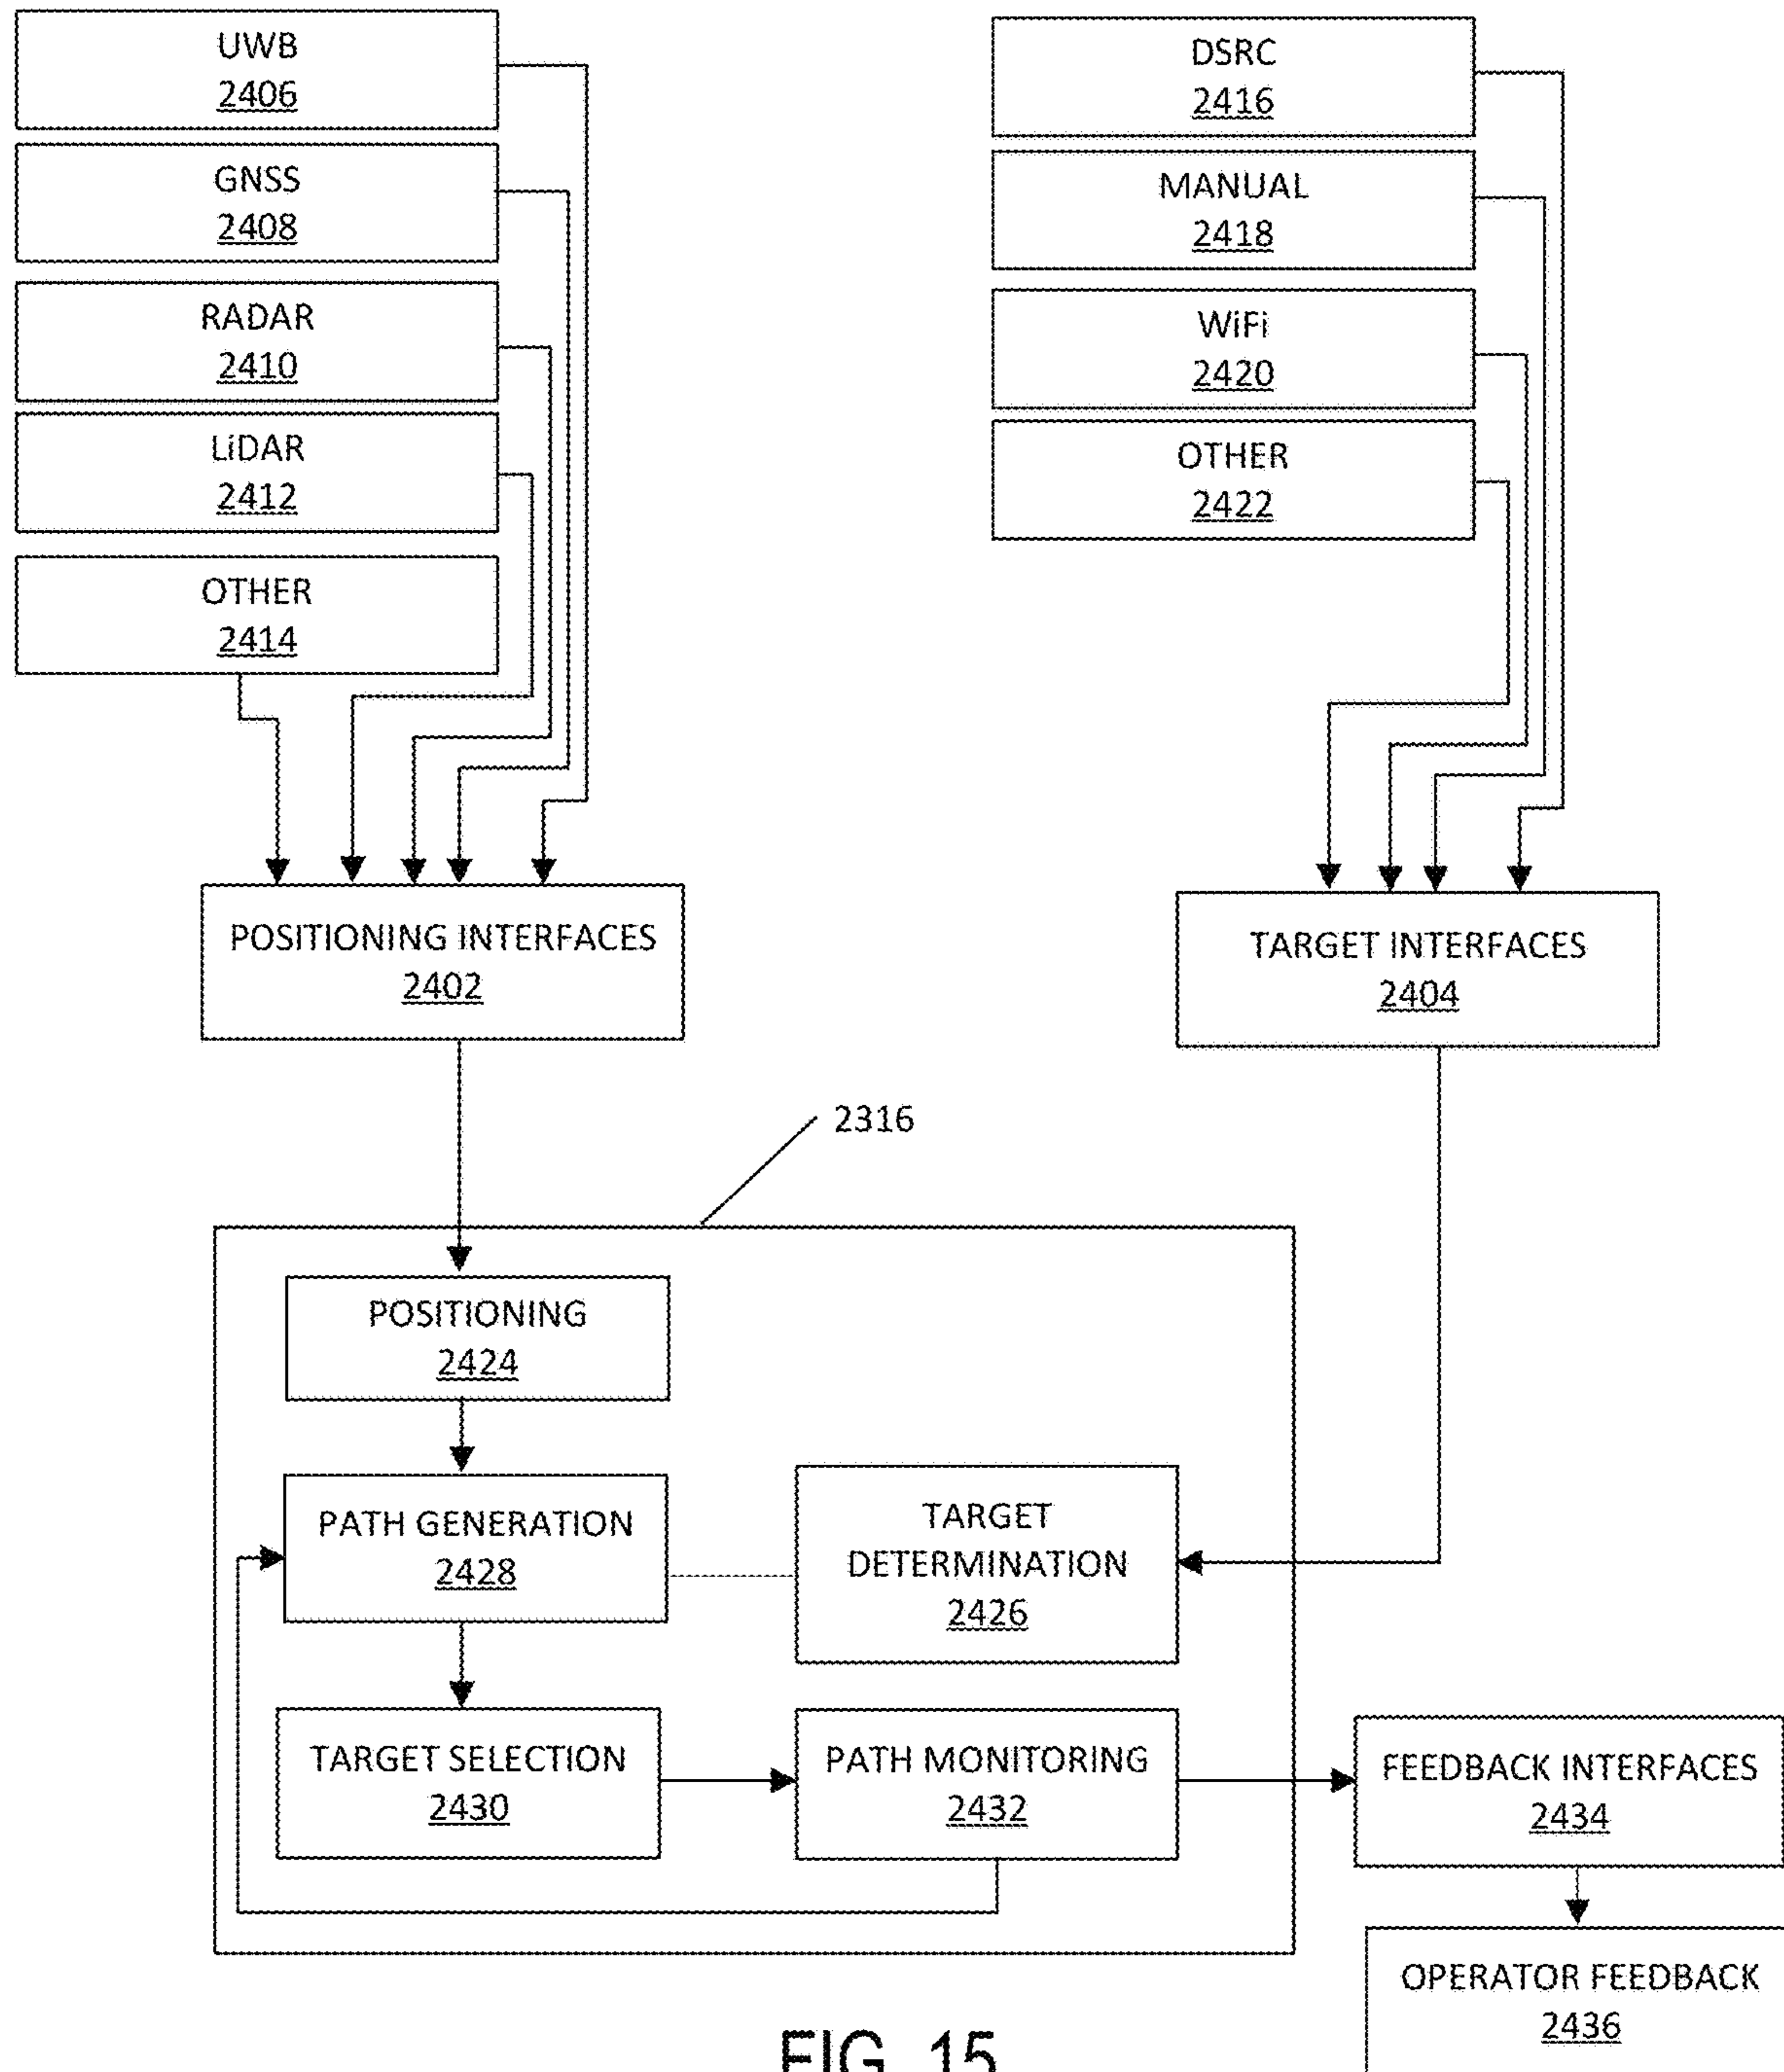 UWB
2406
GNSS
2408
RADAR
2410
LiDAR
2412
OTHER
2414
DSRC
2416
MANUAL
2418
WiFi
2420
OTHER
2422
POSITIONING INTERFACES
2402
TARGET INTERFACES
2404
2316
POSITIONING
2424
PATH GENERATION
2428
TARGET
DETERMINATION
2426
TARGET SELECTION
2430
PATH MONITORING
2432
FEEDBACK INTERFACES
2434
OPERATOR FEEDBACK
2436
FIG. 15